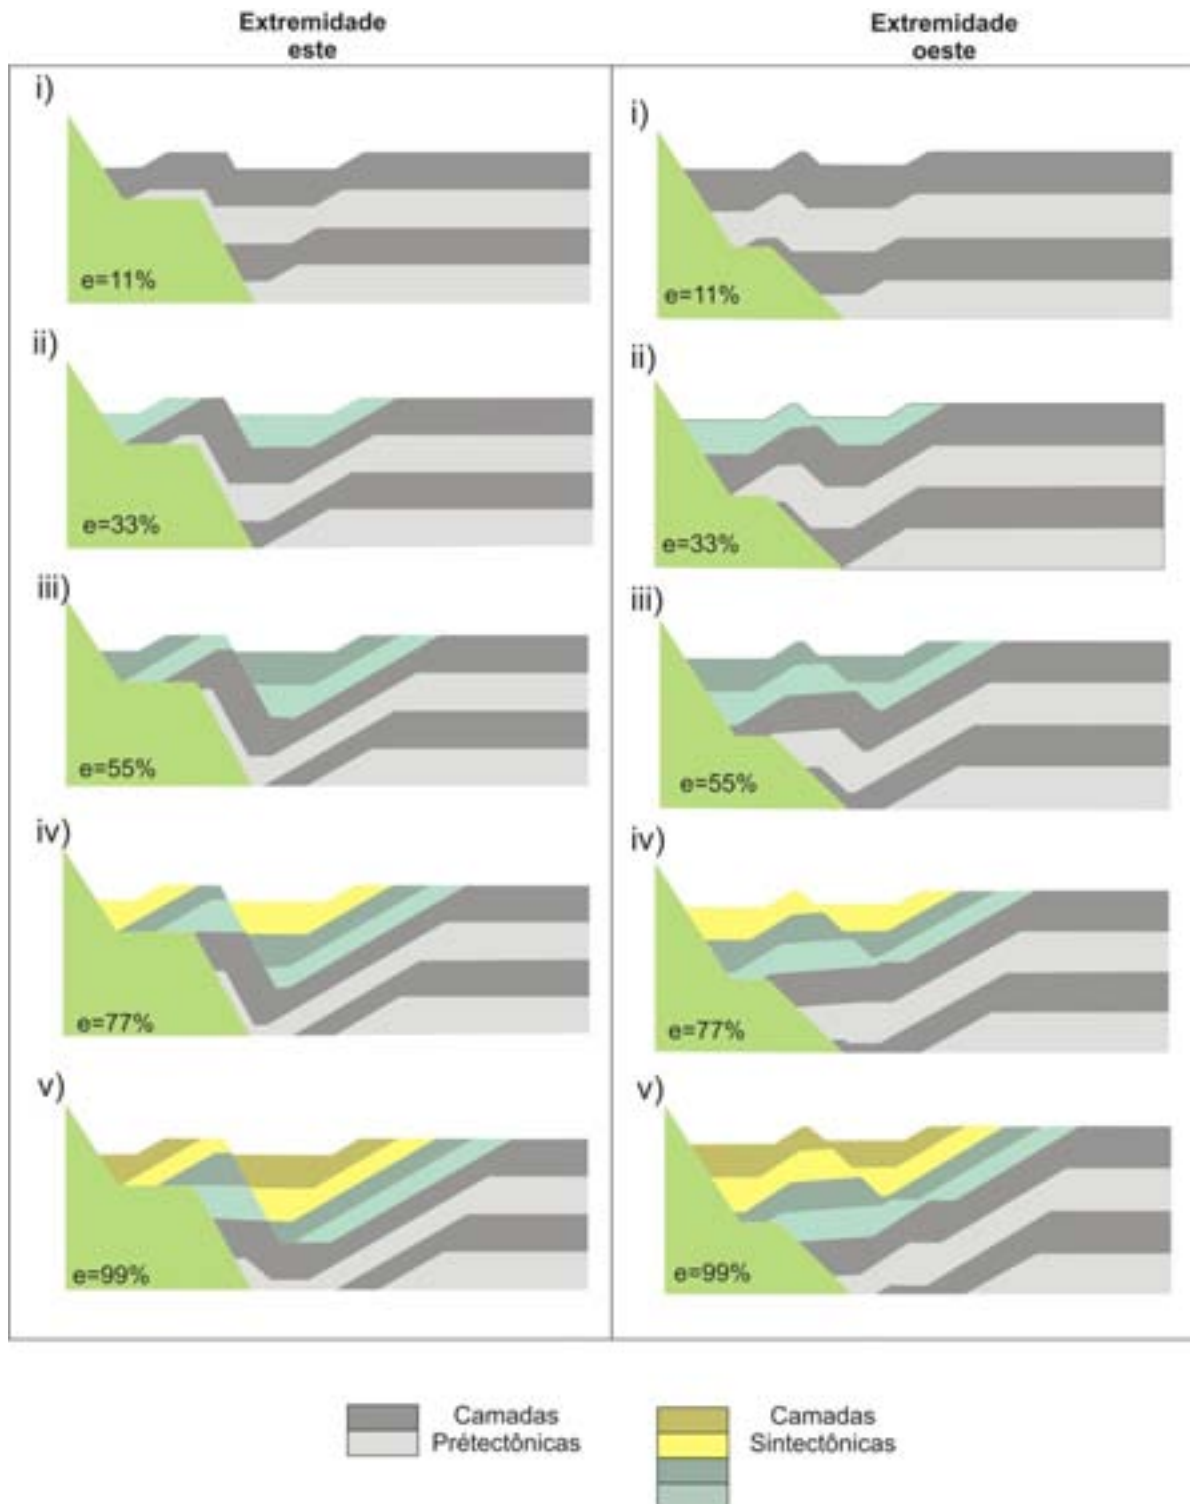 Extremidade
este
Extremidade
oeste
i)
e=11%
ii)
e=33%
iii)
e=55%
iv)
e=77%
v)
e=99%
i)
e=11%
ii)
e=33%
iii)
e=55%
iv)
e=77%
v)
e=99%
Camadas
Prétectônicas
Camadas
Sintectônicas